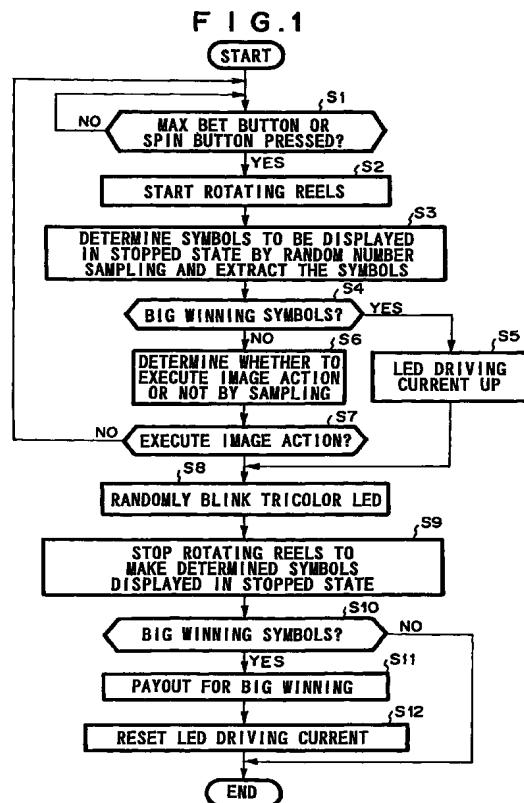 FIG.1
START
S1
NO
MAX BET BUTTON OR
SPIN BUTTON PRESSED?
YES
S2
START ROTATING REELS
S3
DETERMINE SYMBOLS TO BE DISPLAYED
IN STOPPED STATE BY RANDOM NUMBER
SAMPLING AND EXTRACT THE SYMBOLS
S4
BIG WINNING SYMBOLS?
YES
NO
S6
S5
DETERMINE WHETHER TO
EXECUTE IMAGE ACTION
OR NOT BY SAMPLING
LED DRIVING
CURRENT UP
S7
NO
EXECUTE IMAGE ACTION?
S8
RANDOMLY BLINK TRICOLOR LED
S9
STOP ROTATING REELS TO
MAKE DETERMINED SYMBOLS
DISPLAYED IN STOPPED STATE
S10
BIG WINNING SYMBOLS?
NO
YES
S11
PAYOUT FOR BIG WINNING
S12
RESET LED DRIVING CURRENT
END